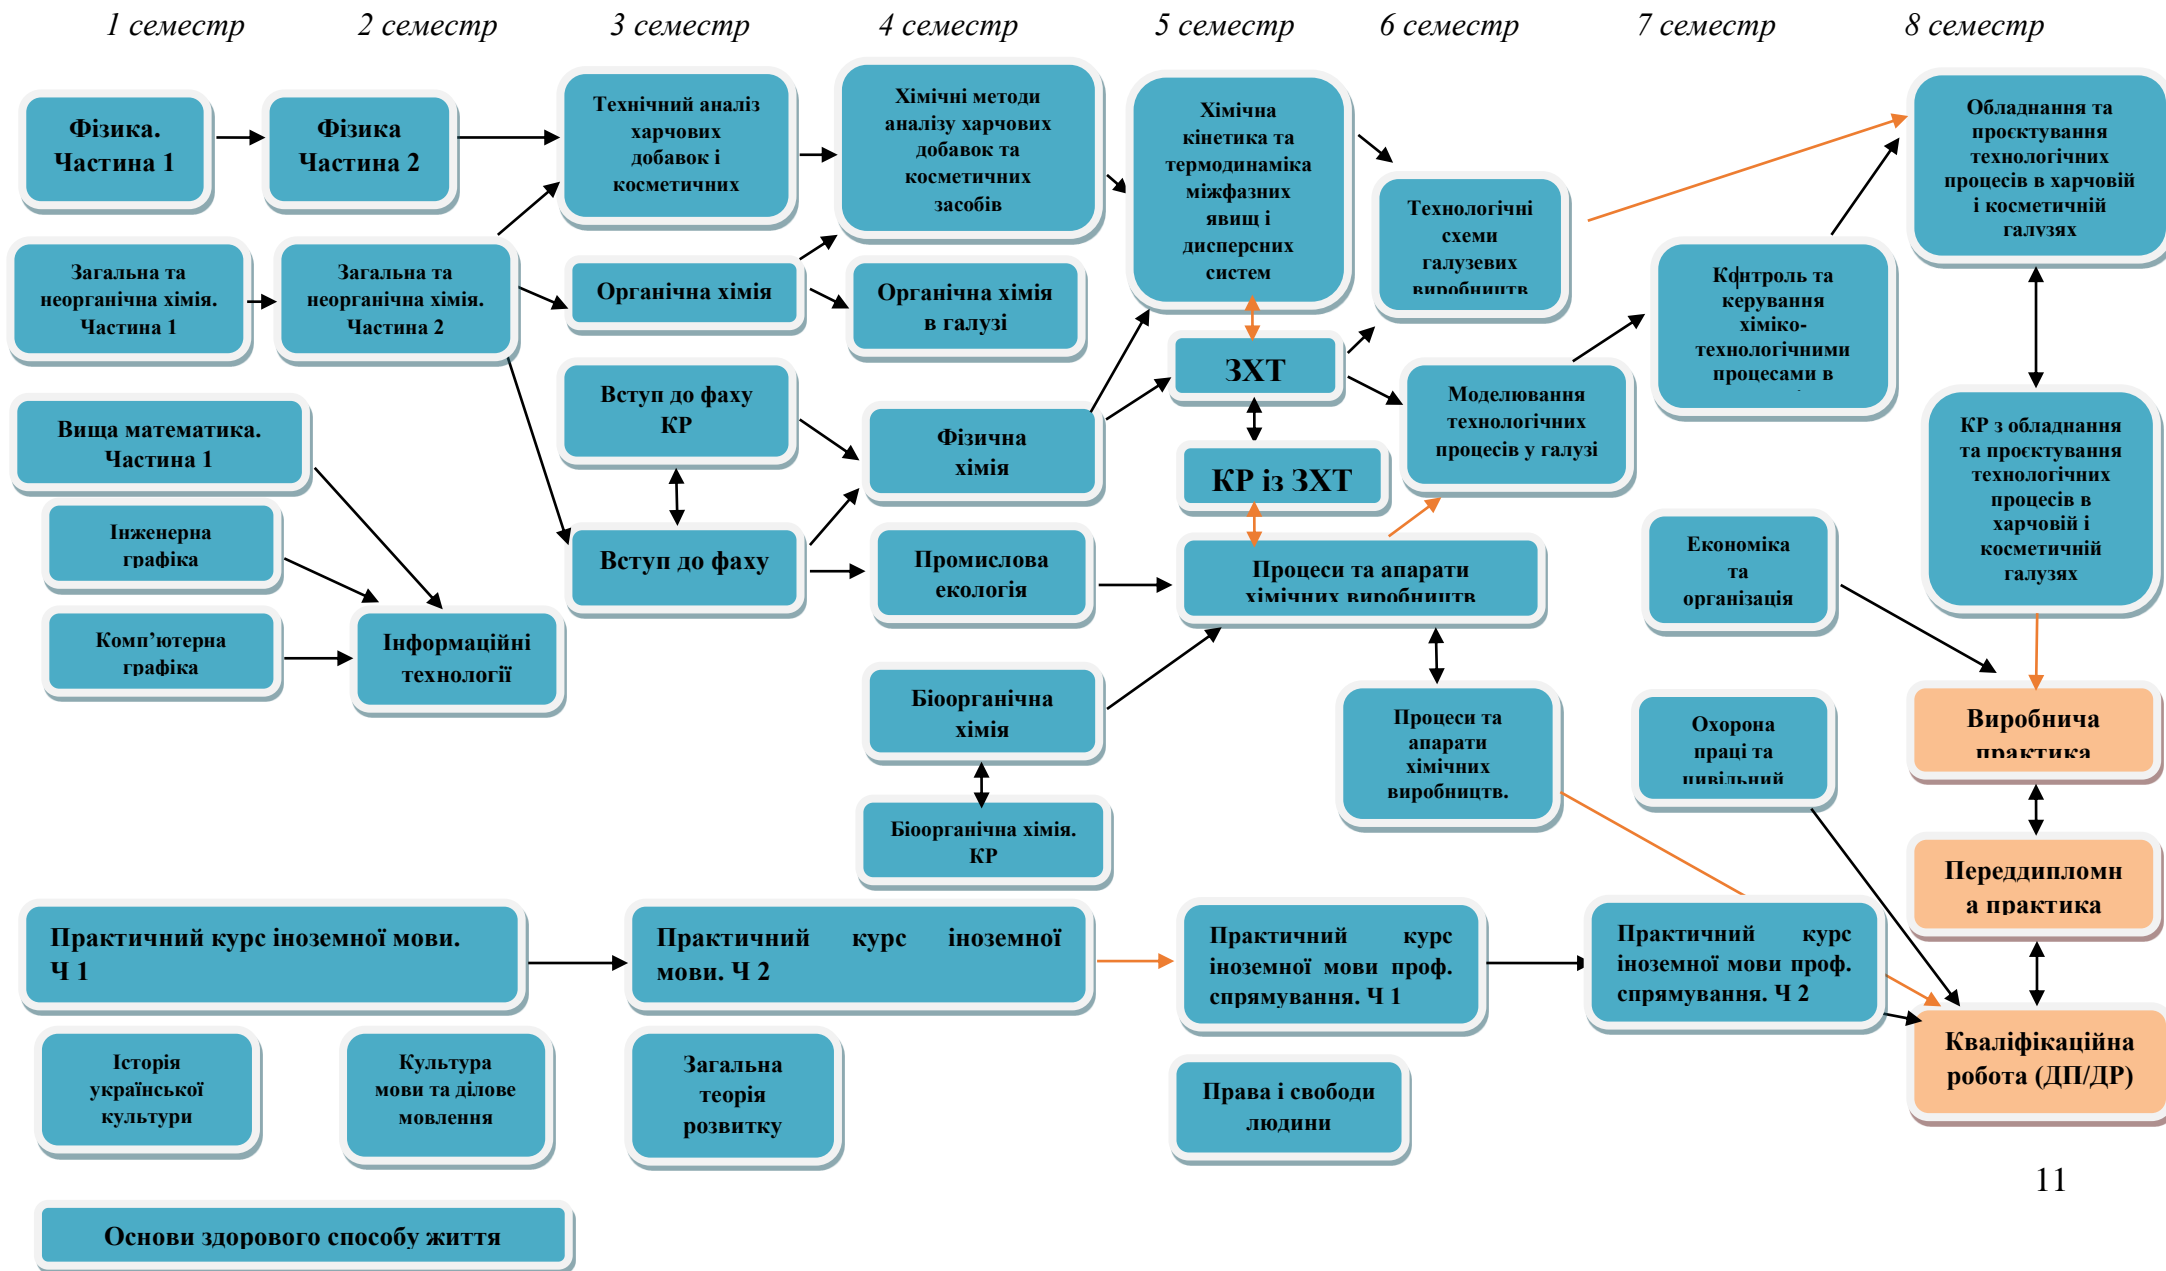 1 семестр
2 семестр
3 семестр
4 семестр
5 семестр
6 семестр
7 семестр
8 семестр
Фізика.
Частина 1
Фізика
Частина 2
Технічний аналіз
харчових
добавок і
косметичних
Хімічні методи
аналізу харчових
добавок та
косметичних
засобів
Хімічна
кінетика та
термодинаміка
міжфазних
явищ і
дисперсних
систем
Технологічні
схеми
галузевих
виробництв
Обладнання та
проєктування
технологічних
процесів в харчовій
і косметичній
галузях
Загальна та
неорганічна хімія.
Частина 1
Загальна та
неорганічна хімія.
Частина 2
Органічна хімія
Органічна хімія
в галузі
Контроль та
керування
хіміко-
технологічними
процесами в
ЗХТ
Вступ до фаху
КР
Моделювання
технологічних
процесів у галузі
Вища математика.
Частина 1
Фізична
хімія
КР із ЗХТ
КР з обладнання
та проєктування
технологічних
процесів в
харчовій і
косметичній
галузях
Інженерна
графіка
Вступ до фаху
Промислова
екологія
Процеси та апарати
хімічних виробництв
Економіка
та
організація
Комп’ютерна
графіка
Інформаційні
технології
Біоорганічна
хімія
Процеси та
апарати
хімічних
виробництв.
Охорона
праці та
цивільний
Виробнича
практика
Біоорганічна хімія.
КР
Переддипломн
а практика
Практичний курс іноземної мови.
Ч 1
Практичний курс іноземної
мови. Ч 2
Практичний курс
іноземної мови проф.
спрямування. Ч 1
Практичний курс
іноземної мови проф.
спрямування. Ч 2
Кваліфікаційна
робота (ДП/ДР)
Історія
української
культури
Культура
мови та ділове
мовлення
Загальна
теорія
розвитку
Права і свободи
людини
11
Основи здорового способу життя